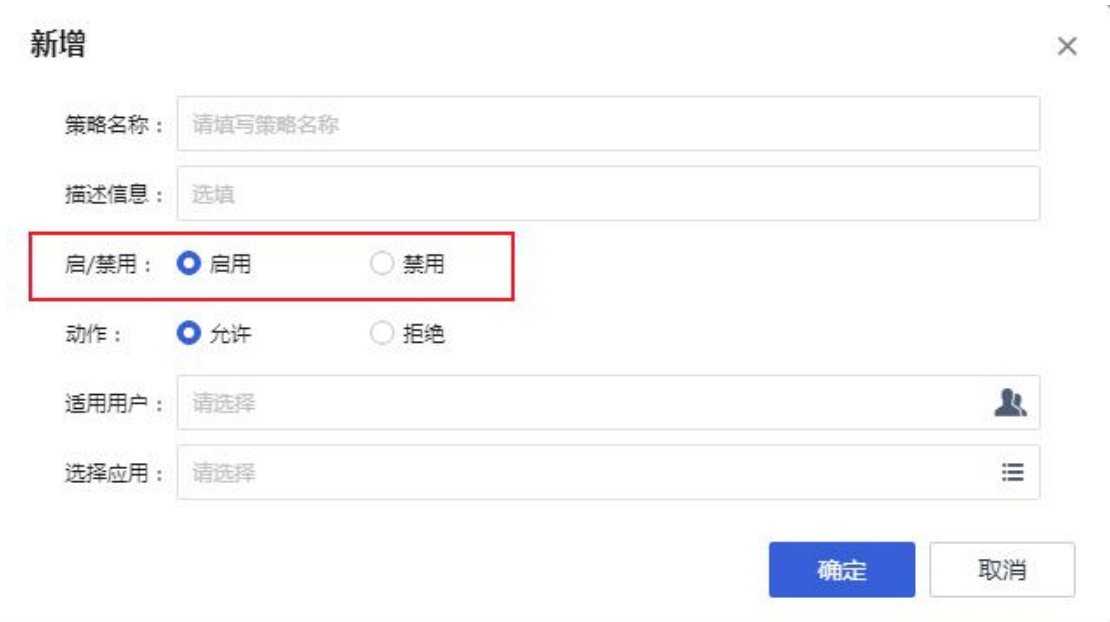 新增
策略名称： 请填写策略名称
描述信息： 选填
启/禁用： 启用 禁用
动作： 允许 拒绝
适用用户： 请选择
选择应用： 请选择
确定 取消